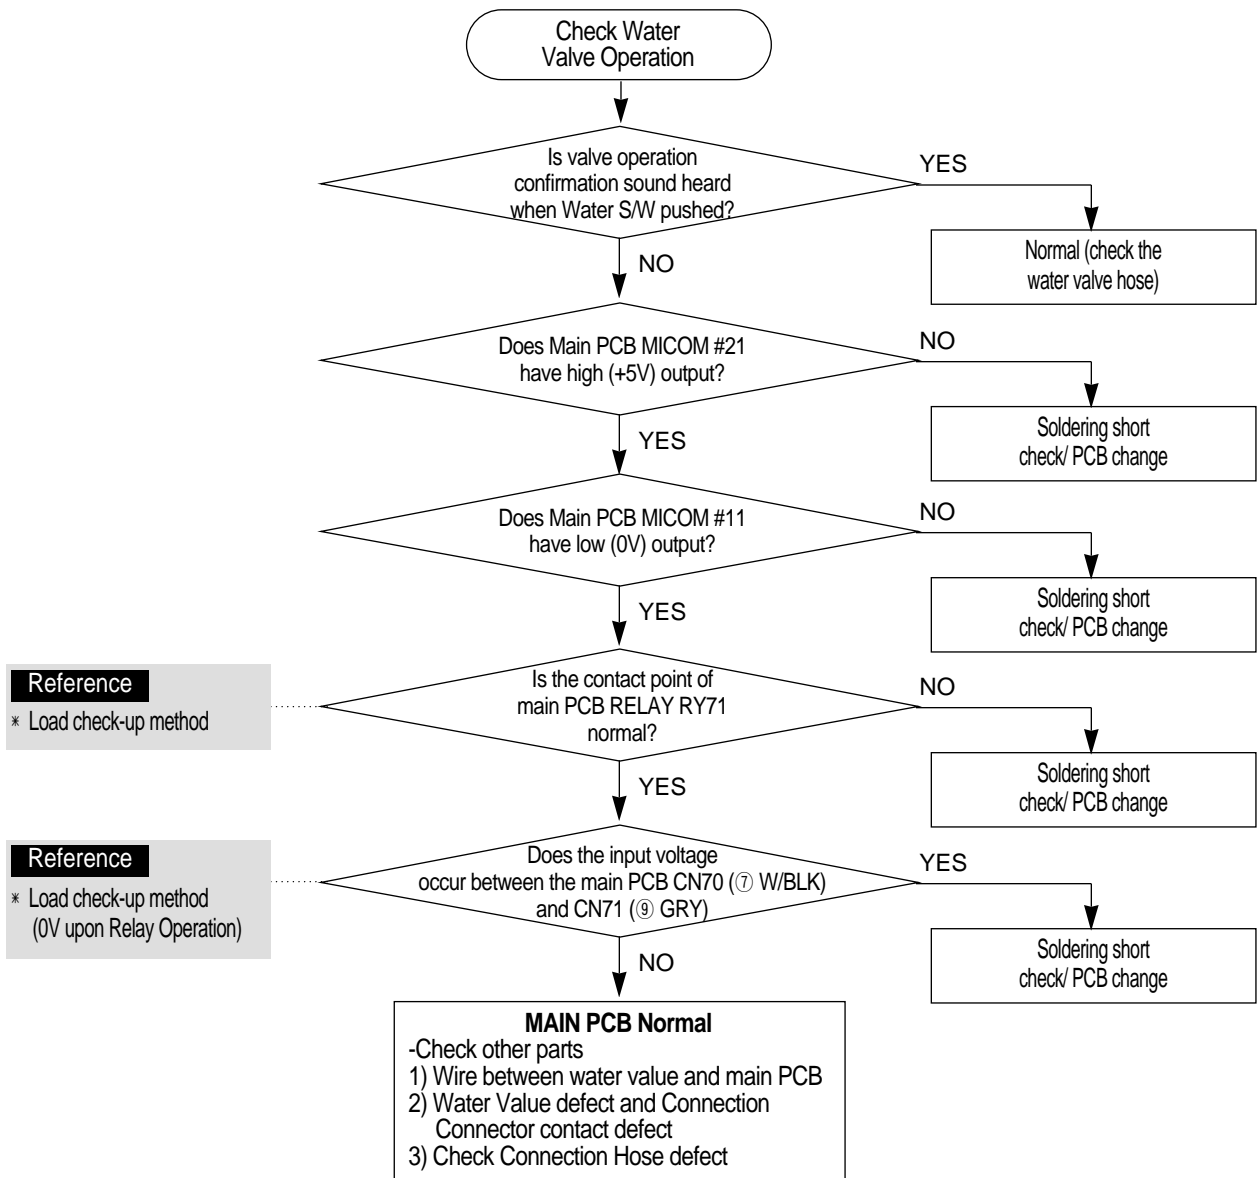 Check Water
Valve Operation
Is valve operation
confirmation sound heard
when Water S/W pushed?
YES
Normal (check the
water valve hose)
NO
Does Main PCB MICOM #21
have high (+5V) output?
NO
Soldering short
check/ PCB change
YES
Does Main PCB MICOM #11
have low (0V) output?
NO
Soldering short
check/ PCB change
YES
Reference
* Load check-up method
Is the contact point of
main PCB RELAY RY71
normal?
NO
Soldering short
check/ PCB change
YES
Reference
* Load check-up method
(0V upon Relay Operation)
Does the input voltage
occur between the main PCB CN70 (⑦ W/BLK)
and CN71 (⑨ GRY)
YES
Soldering short
check/ PCB change
NO
MAIN PCB Normal
-Check other parts
1) Wire between water value and main PCB
2) Water Value defect and Connection
Connector contact defect
3) Check Connection Hose defect